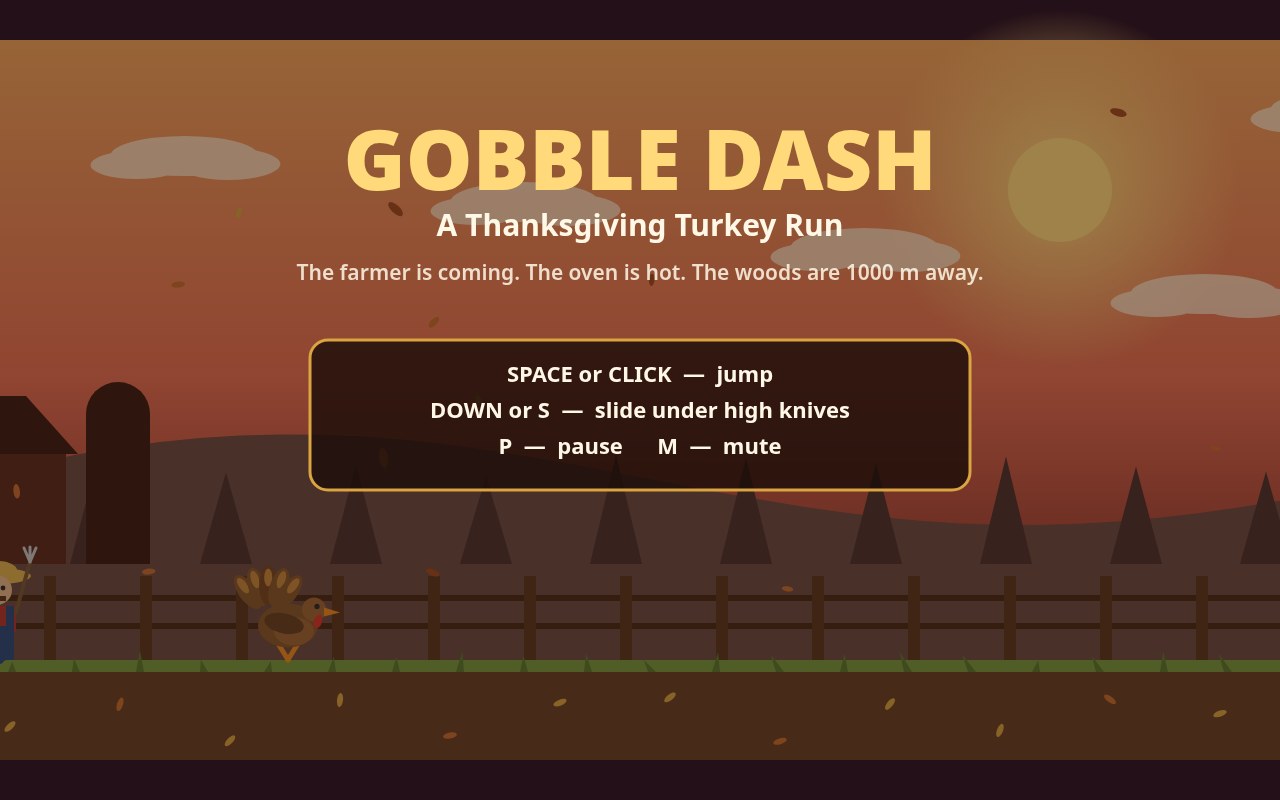 GOBBLE DASH
A Thanksgiving Turkey Run
The farmer is coming. The oven is hot. The woods are 1000 m away.
SPACE or CLICK — jump
DOWN or S — slide under high knives
P — pause M — mute